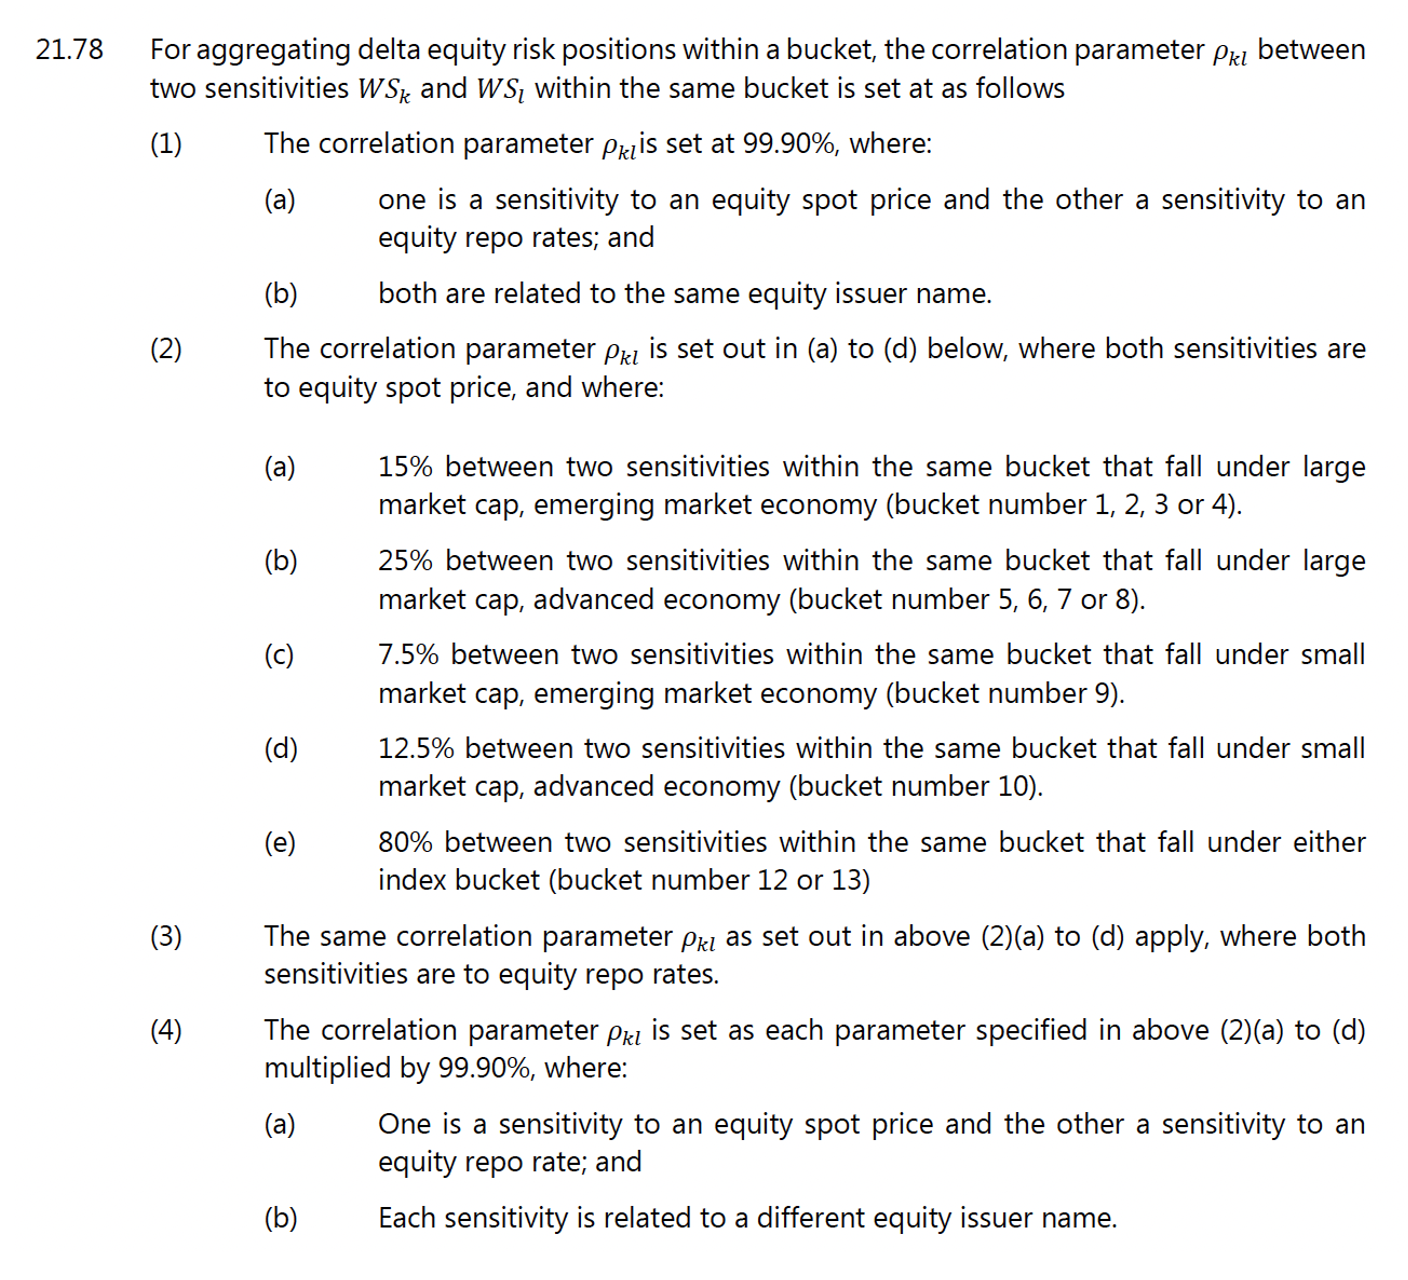 21.78 For aggregating delta equity risk positions within a bucket, the correlation parameter ρkl between
two sensitivities WSk and WSl within the same bucket is set at as follows
(1) The correlation parameter ρkl is set at 99.90%, where:
(a) one is a sensitivity to an equity spot price and the other a sensitivity to an
equity repo rates; and
(b) both are related to the same equity issuer name.
(2) The correlation parameter ρkl is set out in (a) to (d) below, where both sensitivities are
to equity spot price, and where:
(a) 15% between two sensitivities within the same bucket that fall under large
market cap, emerging market economy (bucket number 1, 2, 3 or 4).
(b) 25% between two sensitivities within the same bucket that fall under large
market cap, advanced economy (bucket number 5, 6, 7 or 8).
(c) 7.5% between two sensitivities within the same bucket that fall under small
market cap, emerging market economy (bucket number 9).
(d) 12.5% between two sensitivities within the same bucket that fall under small
market cap, advanced economy (bucket number 10).
(e) 80% between two sensitivities within the same bucket that fall under either
index bucket (bucket number 12 or 13)
(3) The same correlation parameter ρkl as set out in above (2)(a) to (d) apply, where both
sensitivities are to equity repo rates.
(4) The correlation parameter ρkl is set as each parameter specified in above (2)(a) to (d)
multiplied by 99.90%, where:
(a) One is a sensitivity to an equity spot price and the other a sensitivity to an
equity repo rate; and
(b) Each sensitivity is related to a different equity issuer name.